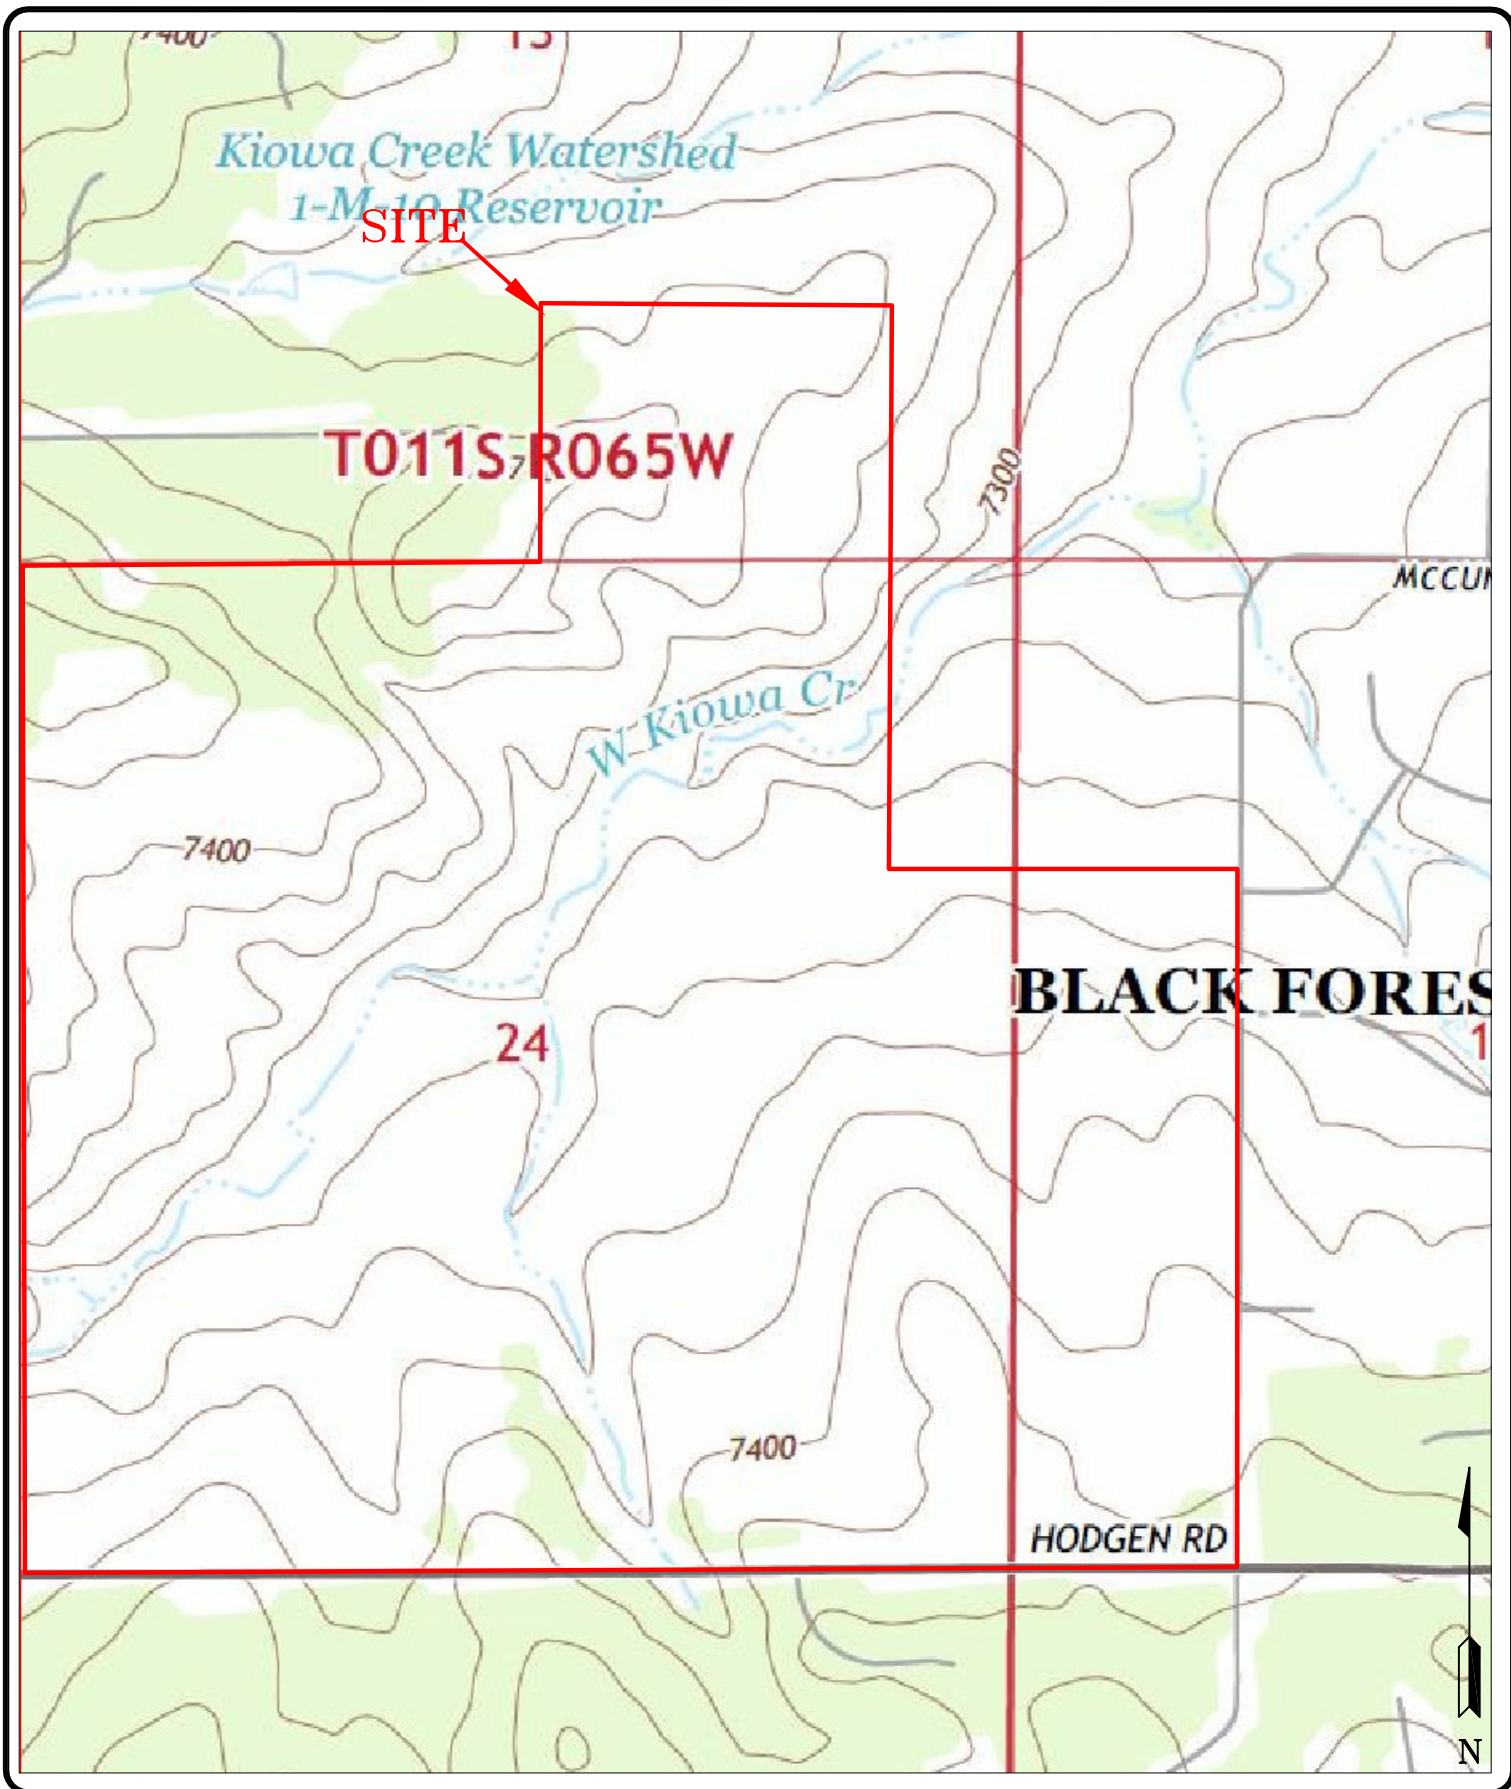 7400
13
Kiowa Creek Watershed
1-M-10 Reservoir
SITE
T011S R065W
7300
MCCUN
W Kiowa Cr
7400
BLACK FORES
24
1
7400
HODGEN RD
N